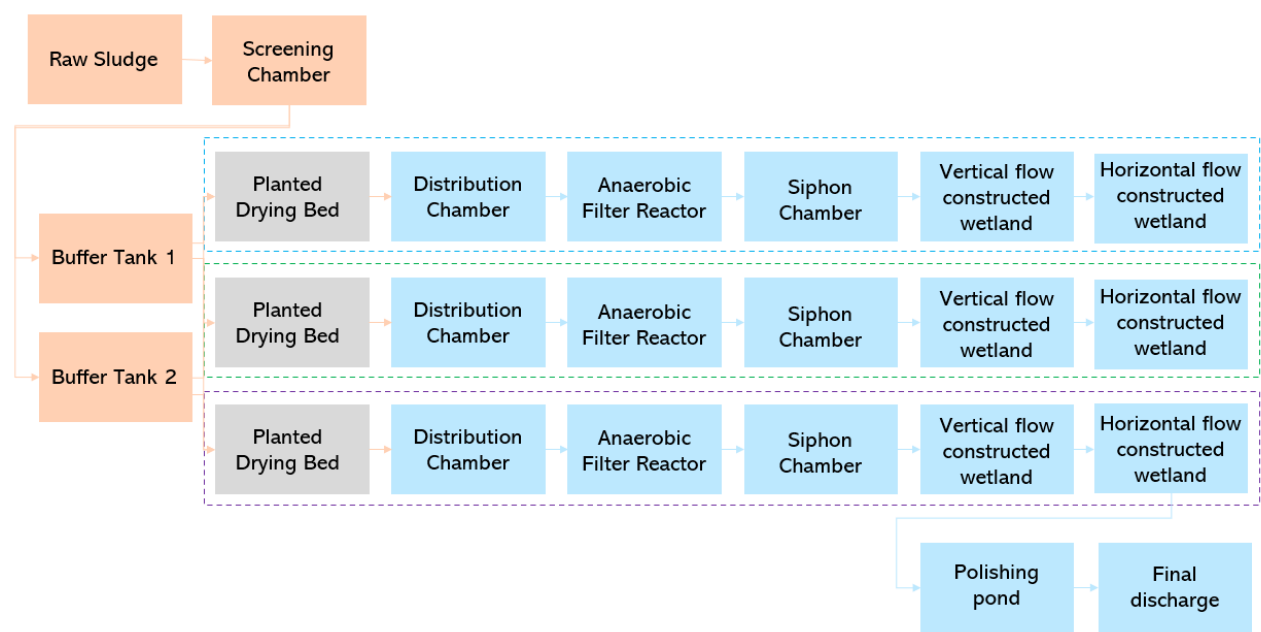 Raw Sludge
Screening
Chamber
Buffer Tank 1
Buffer Tank 2
Planted
Drying Bed
Distribution
Chamber
Anaerobic
Filter Reactor
Siphon
Chamber
Vertical flow
constructed
wetland
Horizontal flow
constructed
wetland
Planted
Drying Bed
Distribution
Chamber
Anaerobic
Filter Reactor
Siphon
Chamber
Vertical flow
constructed
wetland
Horizontal flow
constructed
wetland
Planted
Drying Bed
Distribution
Chamber
Anaerobic
Filter Reactor
Siphon
Chamber
Vertical flow
constructed
wetland
Horizontal flow
constructed
wetland
Polishing
pond
Final
discharge